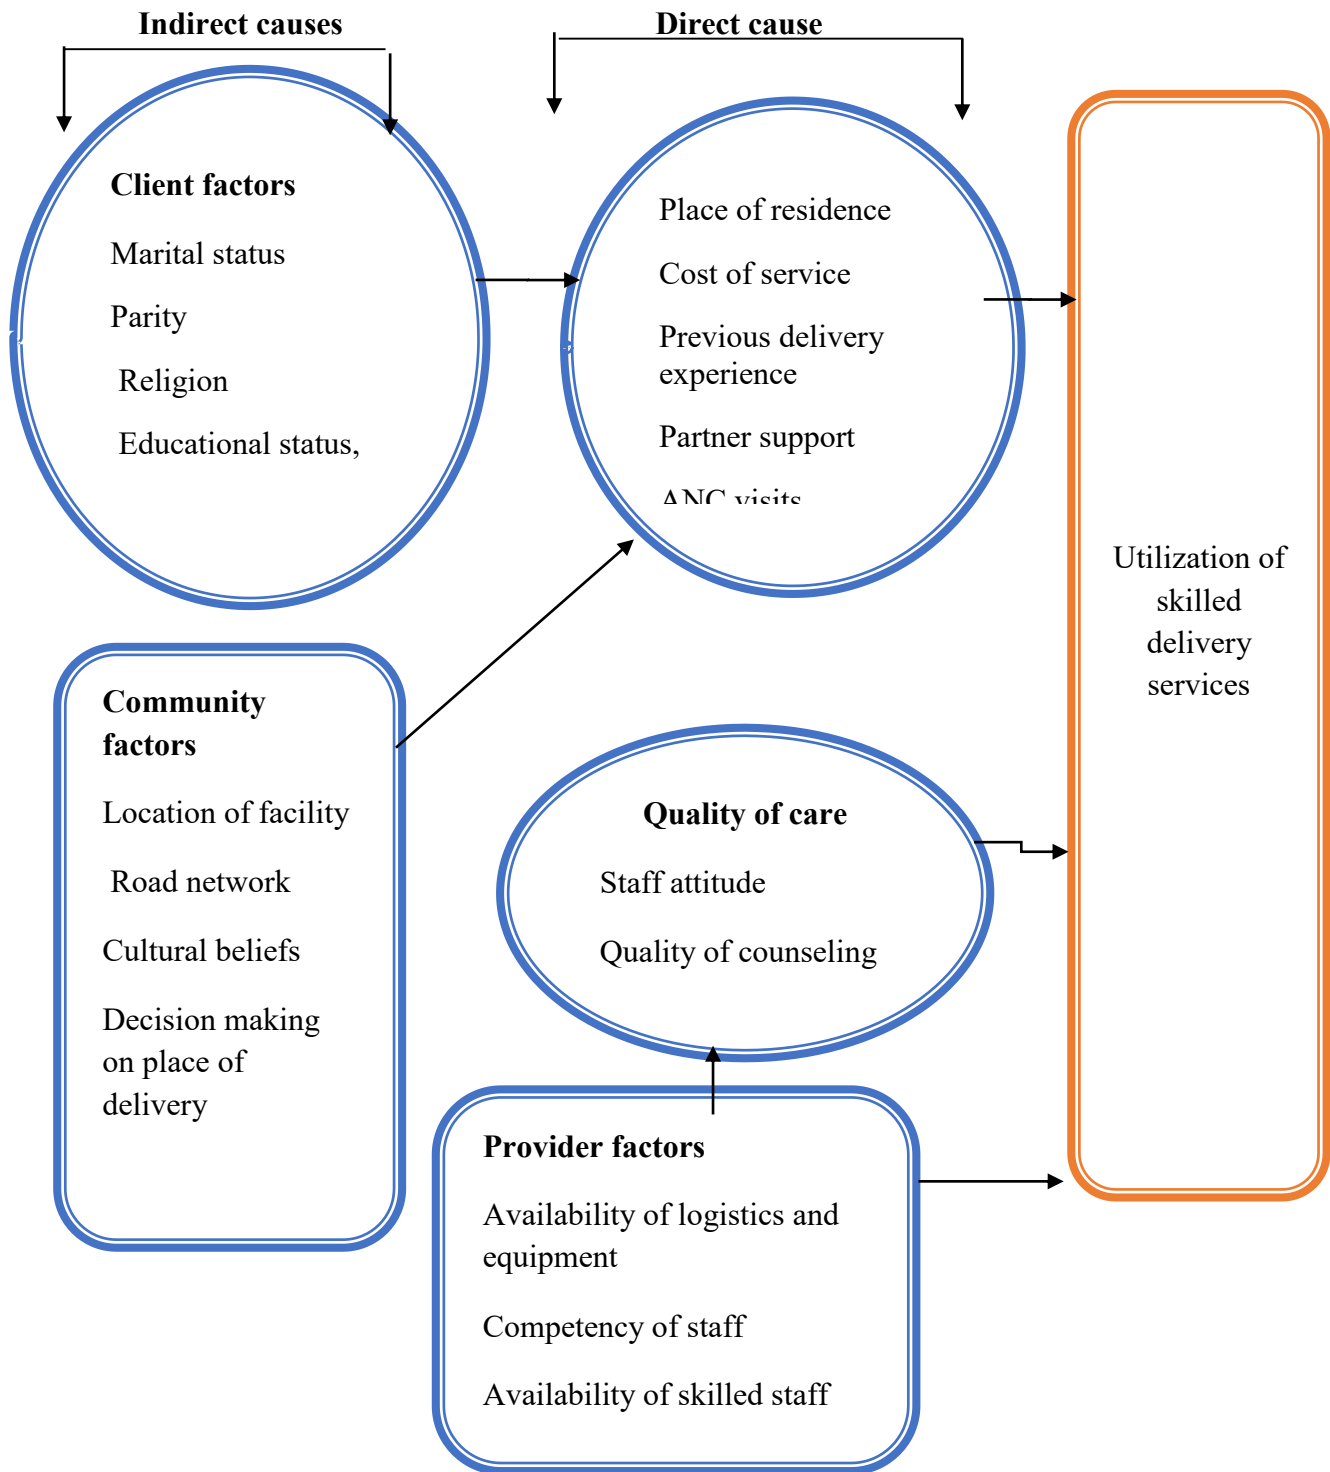 Indirect causes
Direct cause
Client factors
Marital status
Parity
Religion
Educational status,
Place of residence
Cost of service
Previous delivery
experience
Partner support
ANC visits
Utilization of
skilled
delivery
services
Community
factors
Location of facility
Road network
Cultural beliefs
Decision making
on place of
delivery
Quality of care
Staff attitude
Quality of counseling
Provider factors
Availability of logistics and
equipment
Competency of staff
Availability of skilled staff